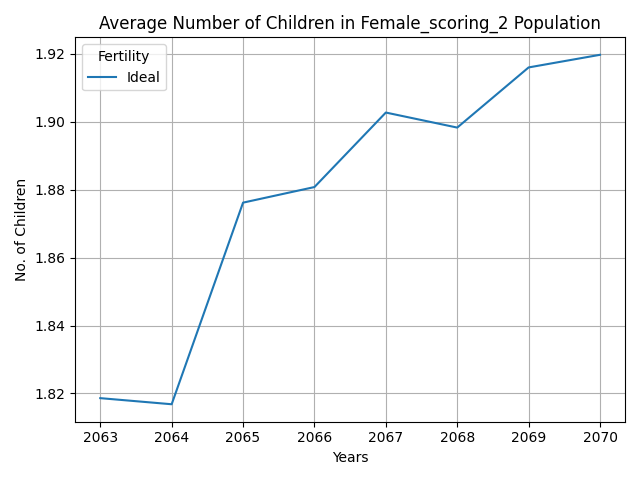 Average Number of Children in Female_scoring_2 Population
Fertility
Ideal
No. of Children
1.92
1.90
1.88
1.86
1.84
1.82
2063 2064 2065 2066 2067 2068 2069 2070
Years